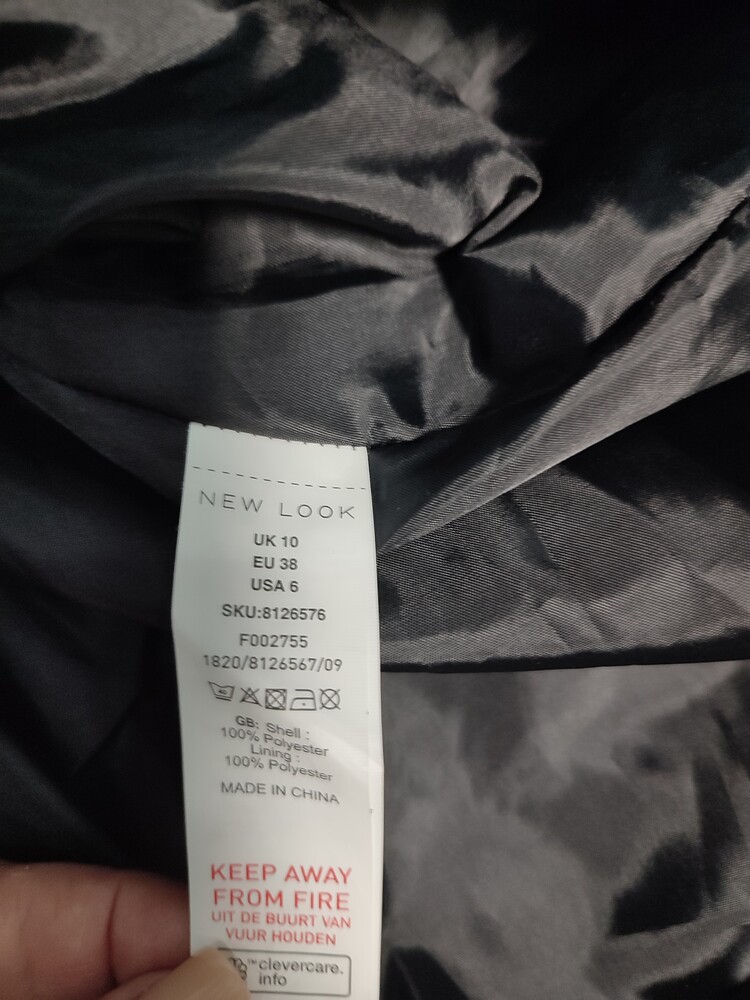 NEW LOOK
UK 10
EU 38
USA 6
SKU:8126576
F002755
1820/8126567/09
GB: Shell :
100% Polyester
Lining :
100% Polyester
MADE IN CHINA
KEEP AWAY
FROM FIRE
UIT DE BUURT VAN
VUUR HOUDEN
™clevercare.
info